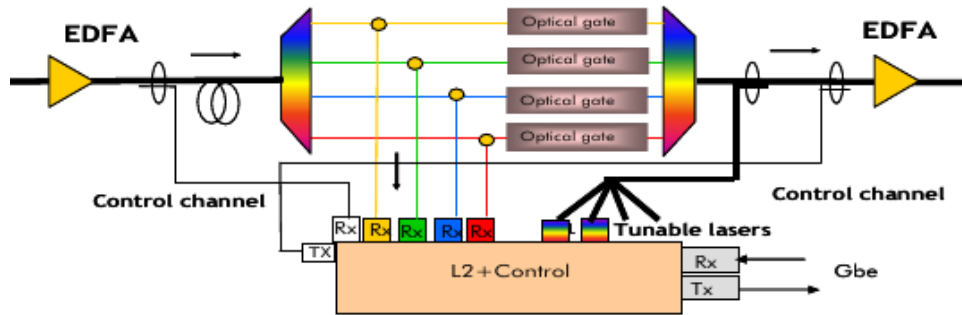 EDFA
Optical gate
EDFA
Optical gate
Optical gate
Optical gate
Control channel
Control channel
Rx
Rx
Rx
Rx
Rx
Tunable lasers
TX
L2+Control
Rx
Gbe
Tx